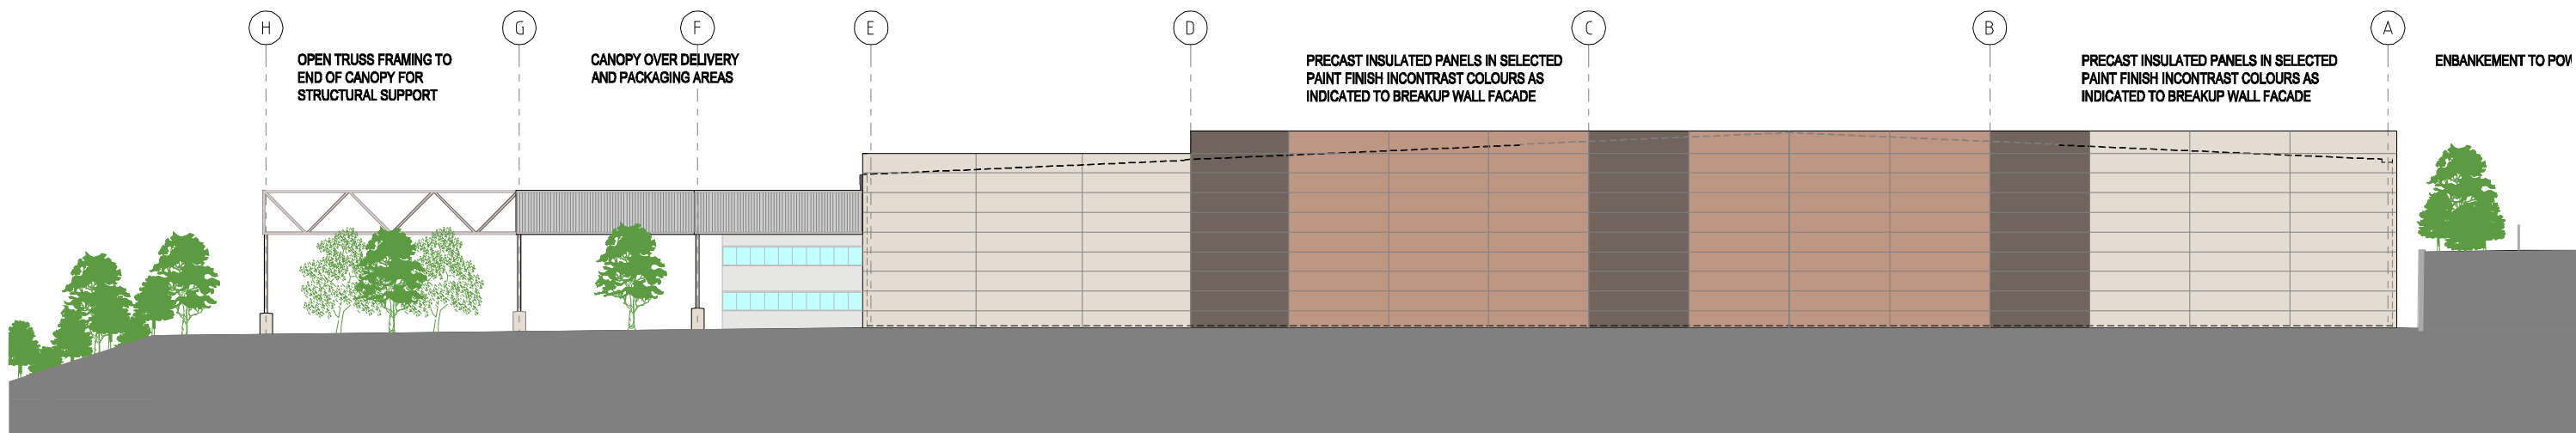 H G F E D C B A
OPEN TRUSS FRAMING TO
END OF CANOPY FOR
STRUCTURAL SUPPORT
CANOPY OVER DELIVERY
AND PACKAGING AREAS
PRECAST INSULATED PANELS IN SELECTED
PAINT FINISH INCONTRAST COLOURS AS
INDICATED TO BREAKUP WALL FACADE
PRECAST INSULATED PANELS IN SELECTED
PAINT FINISH INCONTRAST COLOURS AS
INDICATED TO BREAKUP WALL FACADE
ENBANKEMENT TO